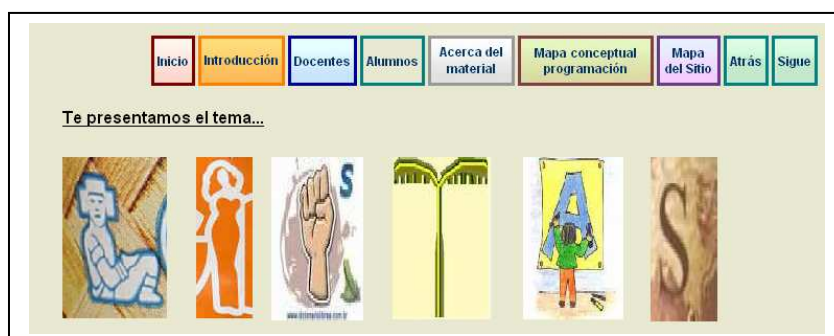 Inicio
Introducción
Docentes
Alumnos
Acerca del
material
Mapa conceptual
programación
Mapa
del Sitio
Atrás
Sigue
Te presentamos el tema...
S
A
S